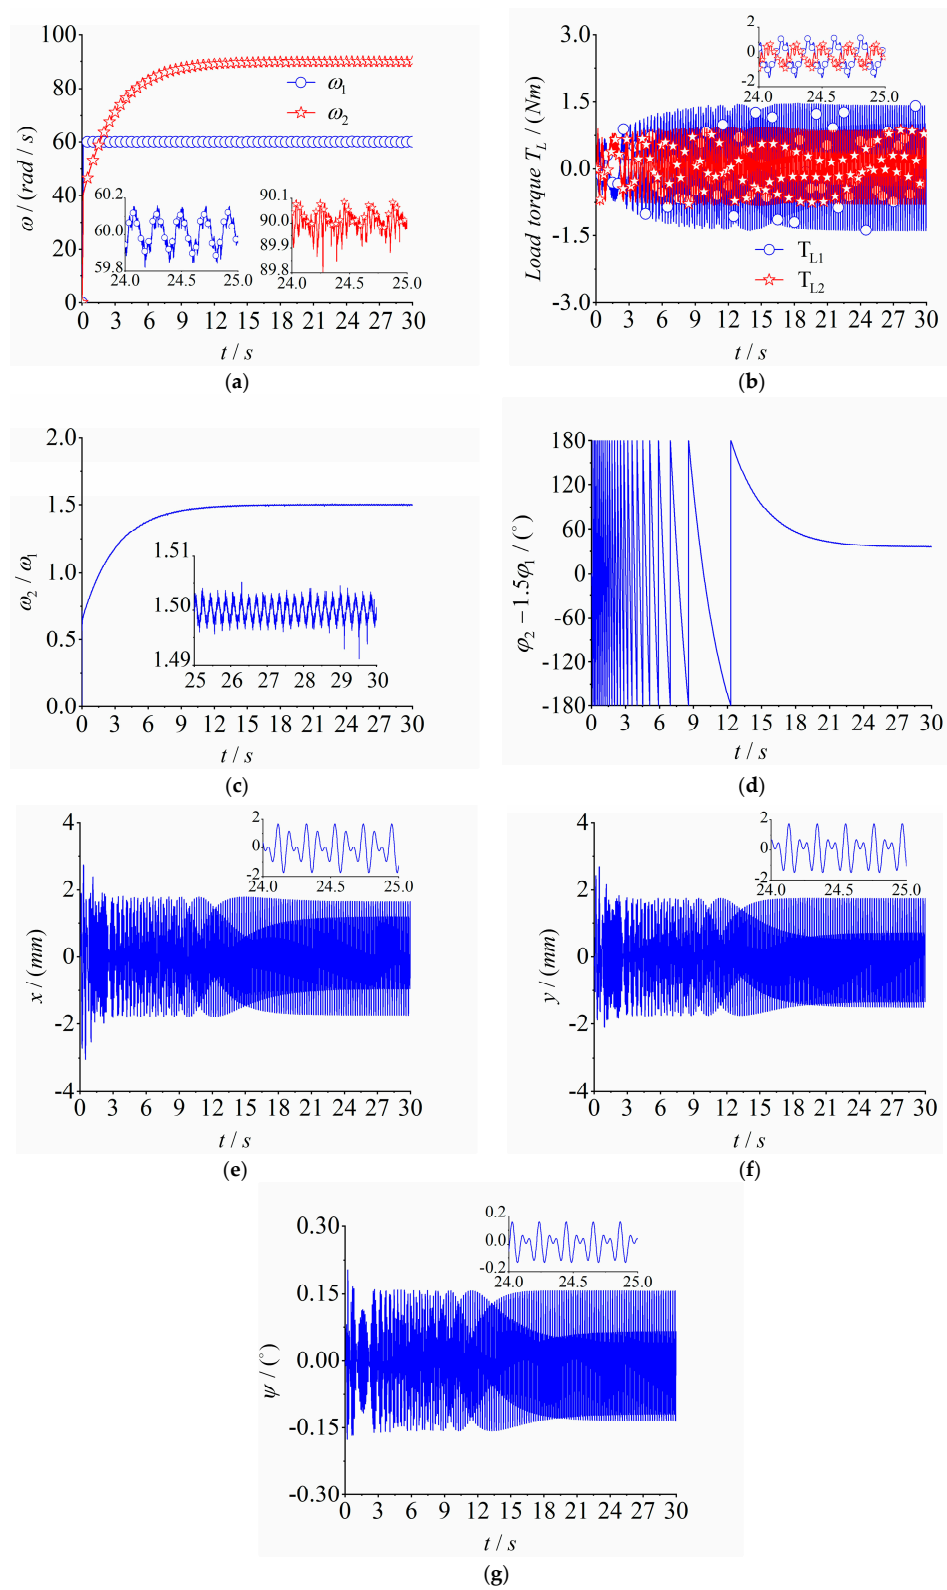 ω / (rad / s)
100
80
60
40
20
0
ω₁
ω₂
60.2
60.0
59.8
24.0 24.5 25.0
90.1
90.0
89.9
89.8
24.0 24.5 25.0
0 3 6 9 12 15 18 21 24 27 30
t / s
(a)
Load torque T_L / (Nm)
3.0
1.5
0.0
-1.5
-3.0
2
0
-2
24.0 24.5 25.0
T_L1
T_L2
0 3 6 9 12 15 18 21 24 27 30
t / s
(b)
ω₂ / ω₁
2.0
1.5
1.0
0.5
0.0
1.51
1.50
1.49
25 26 27 28 29 30
0 3 6 9 12 15 18 21 24 27 30
t / s
(c)
φ₂ −1.5φ₁ / (°)
180
120
60
0
-60
-120
-180
0 3 6 9 12 15 18 21 24 27 30
t / s
(d)
x / (mm)
4
2
0
-2
-4
2
0
-2
24.0 24.5 25.0
0 3 6 9 12 15 18 21 24 27 30
t / s
(e)
y / (mm)
4
2
0
-2
-4
2
0
-2
24.0 24.5 25.0
0 3 6 9 12 15 18 21 24 27 30
t / s
(f)
ψ / (°)
0.30
0.15
0.00
-0.15
-0.30
0.2
0.0
-0.2
24.0 24.5 25.0
0 3 6 9 12 15 18 21 24 27 30
t / s
(g)